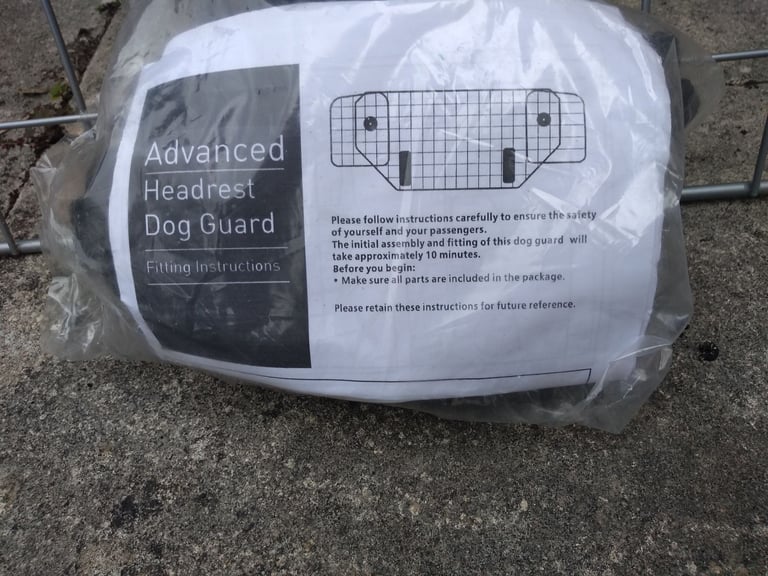 Advanced
Headrest
Dog Guard
Fitting Instructions
Please follow instructions carefully to ensure the safety
of yourself and your passengers.
The initial assembly and fitting of this dog guard will
take approximately 10 minutes.
Before you begin:
• Make sure all parts are included in the package.
Please retain these instructions for future reference.